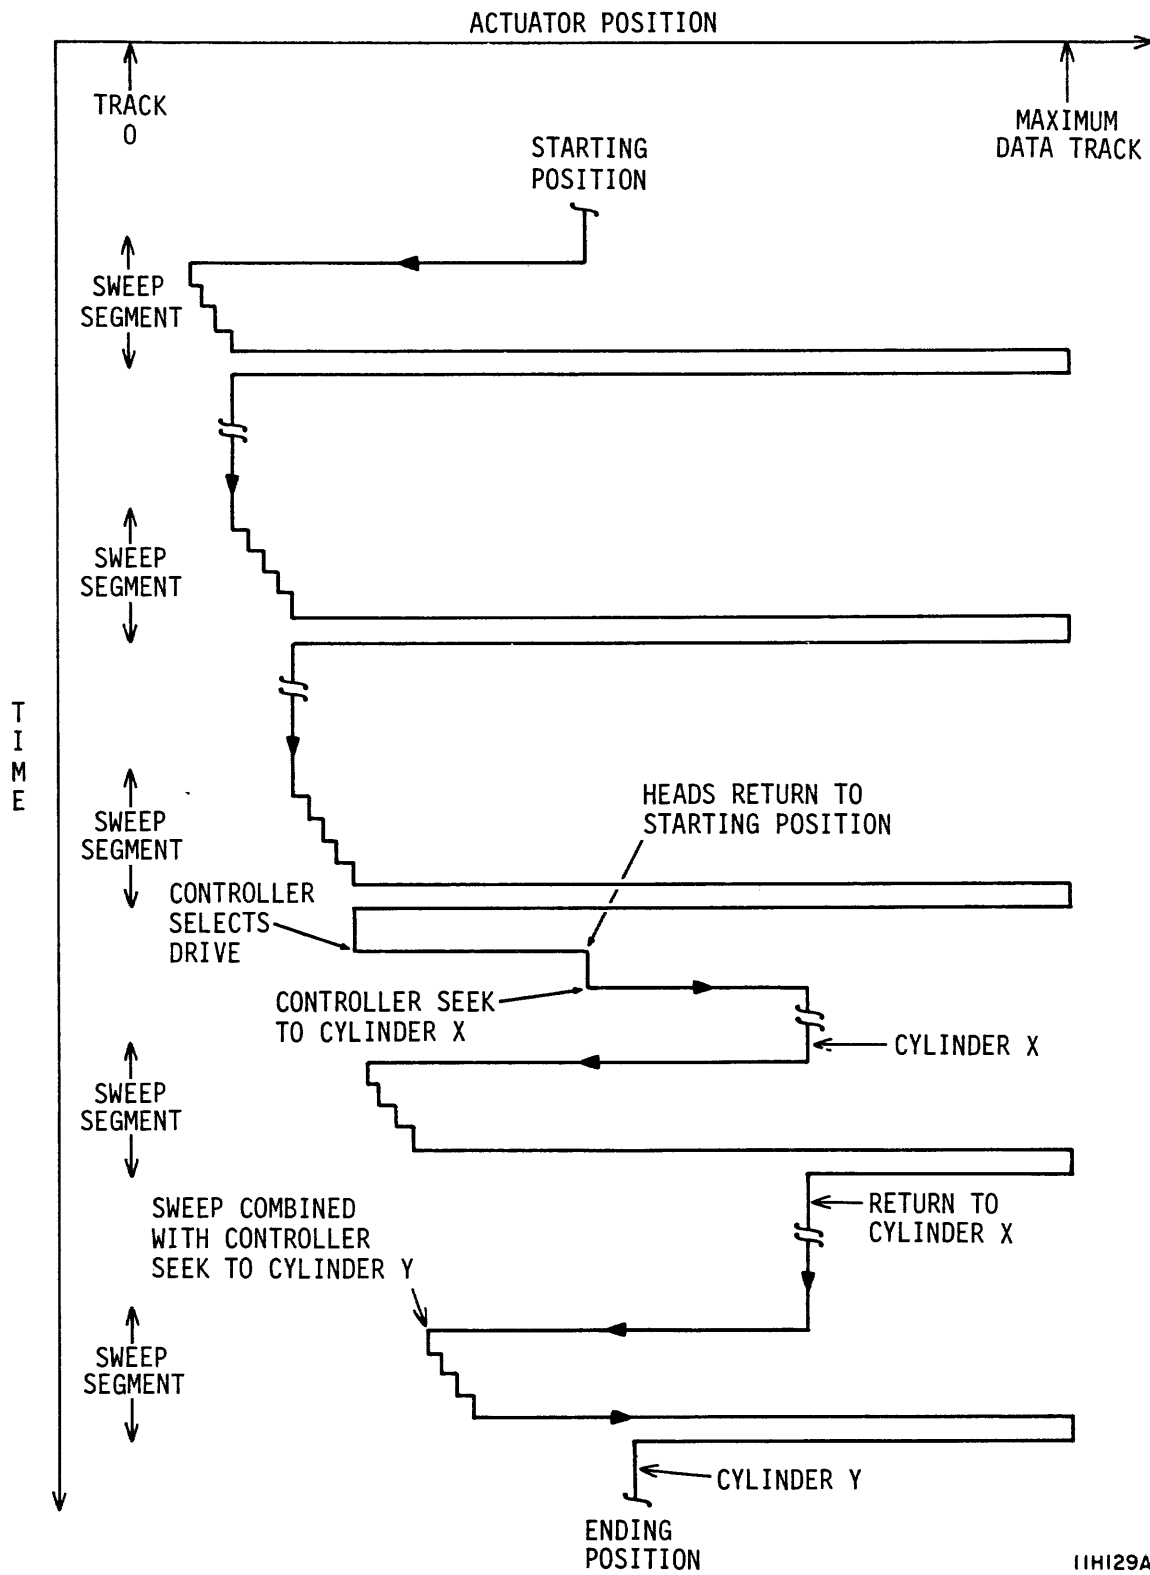 ACTUATOR POSITION
TRACK
0
MAXIMUM
DATA TRACK
STARTING
POSITION
SWEEP
SEGMENT
SWEEP
SEGMENT
T
I
M
E
HEADS RETURN TO
STARTING POSITION
SWEEP
SEGMENT
CONTROLLER
SELECTS
DRIVE
CONTROLLER SEEK
TO CYLINDER X
CYLINDER X
SWEEP
SEGMENT
SWEEP COMBINED
WITH CONTROLLER
SEEK TO CYLINDER Y
RETURN TO
CYLINDER X
SWEEP
SEGMENT
CYLINDER Y
ENDING
POSITION
11H129A